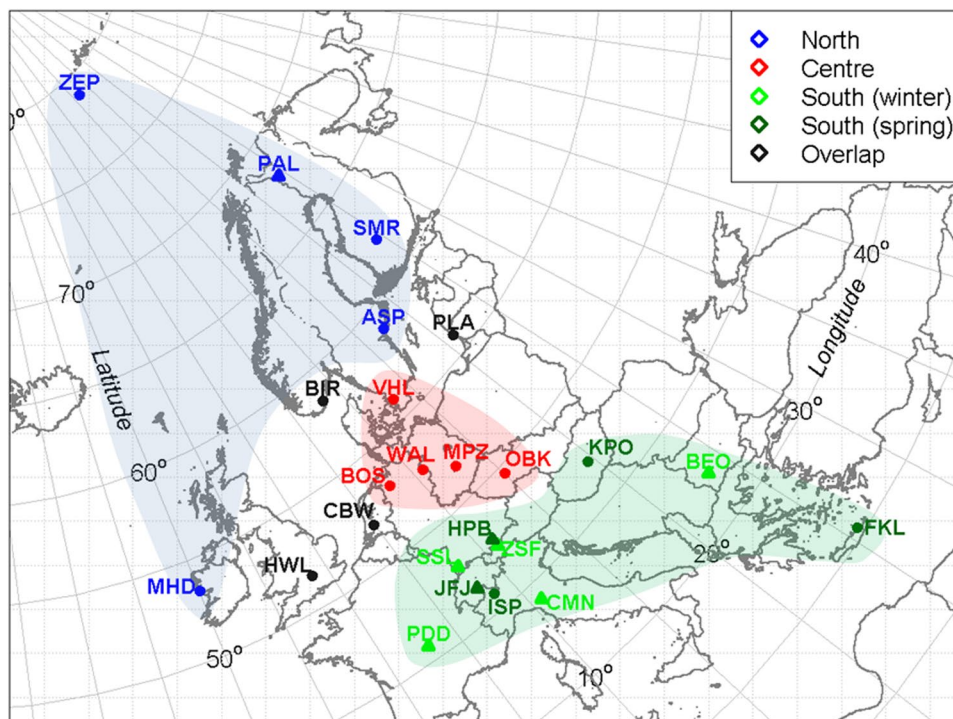 North
Centre
South (winter)
South (spring)
Overlap
ZEP
PAL
SMR
ASP
PLA
BIR
VHL
WAL
MPZ
OBK
BOS
CBW
HWL
MHD
KPO
BEO
FKL
HPB
ZSF
SSL
JFJ
ISP
CMN
PDD
70°
60°
50°
Latitude
40°
30°
20°
10°
Longitude